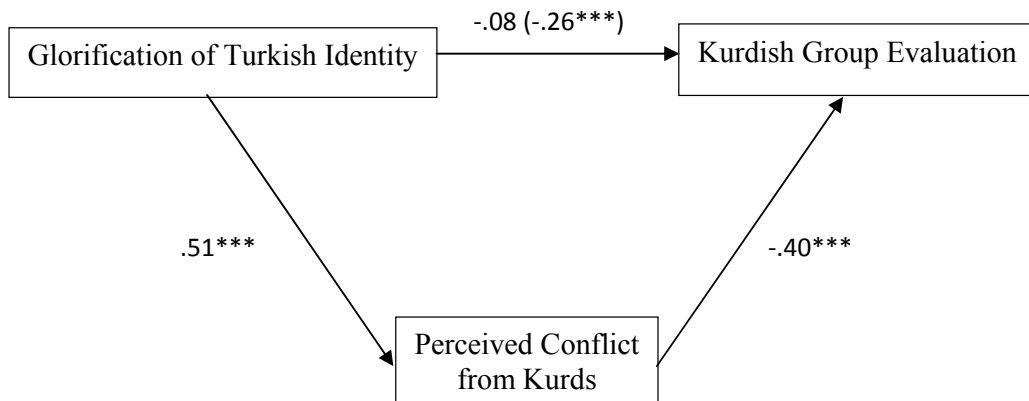 -.08 (-.26***)
Glorification of Turkish Identity
Kurdish Group Evaluation
.51***
-.40***
Perceived Conflict
from Kurds